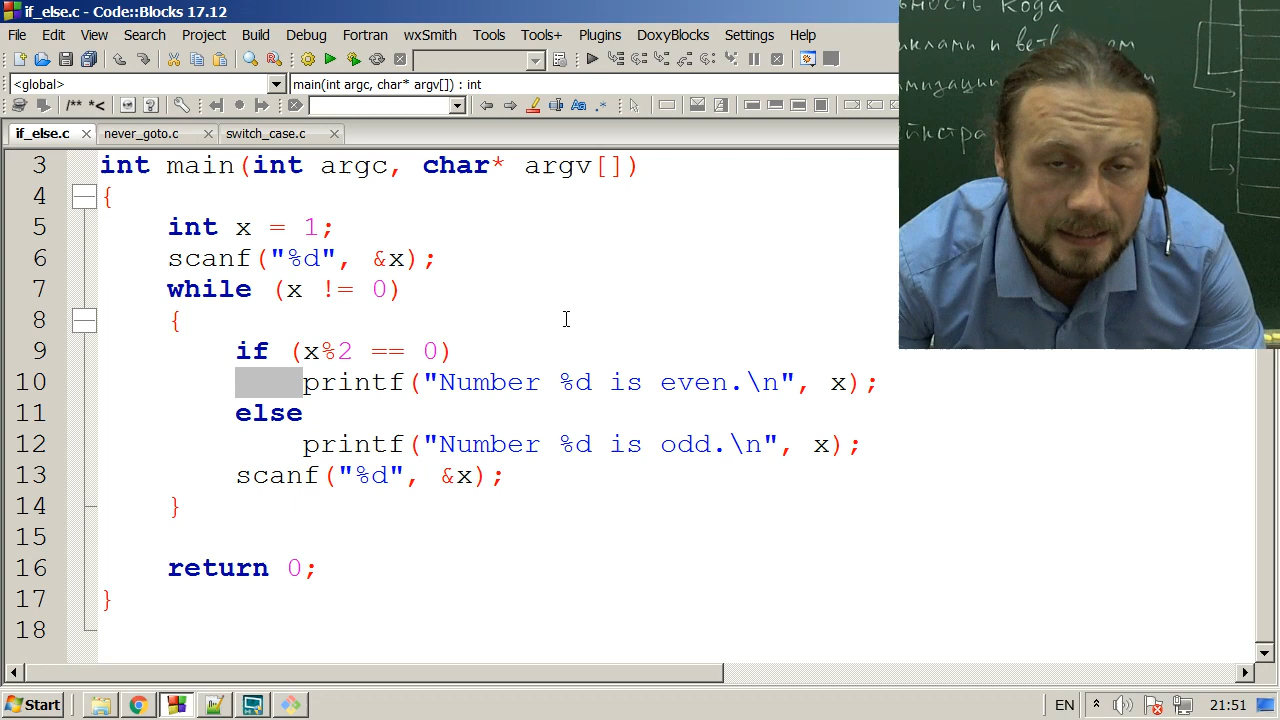 if_else.c - Code::Blocks 17.12
File Edit View Search Project Build Debug Fortran wxSmith Tools Tools+ Plugins DoxyBlocks Settings Help
<global> main(int argc, char* argv[]) : int
/** *< Aa .*
if_else.c never_goto.c switch_case.c
3 int main(int argc, char* argv[])
4 {
5 int x = 1;
6 scanf("%d", &x);
7 while (x != 0)
8 {
9 if (x%2 == 0)
10 printf("Number %d is even.\n", x);
11 else
12 printf("Number %d is odd.\n", x);
13 scanf("%d", &x);
14 }
15
16 return 0;
17 }
18
Start EN 21:51
кода